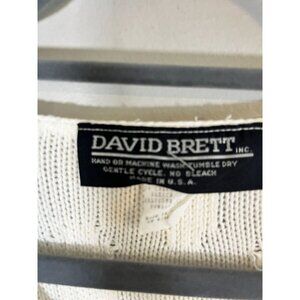 DAVID BRETT INC.
HAND OR MACHINE WASH TUMBLE DRY
GENTLE CYCLE. NO BLEACH
MADE IN U.S.A.